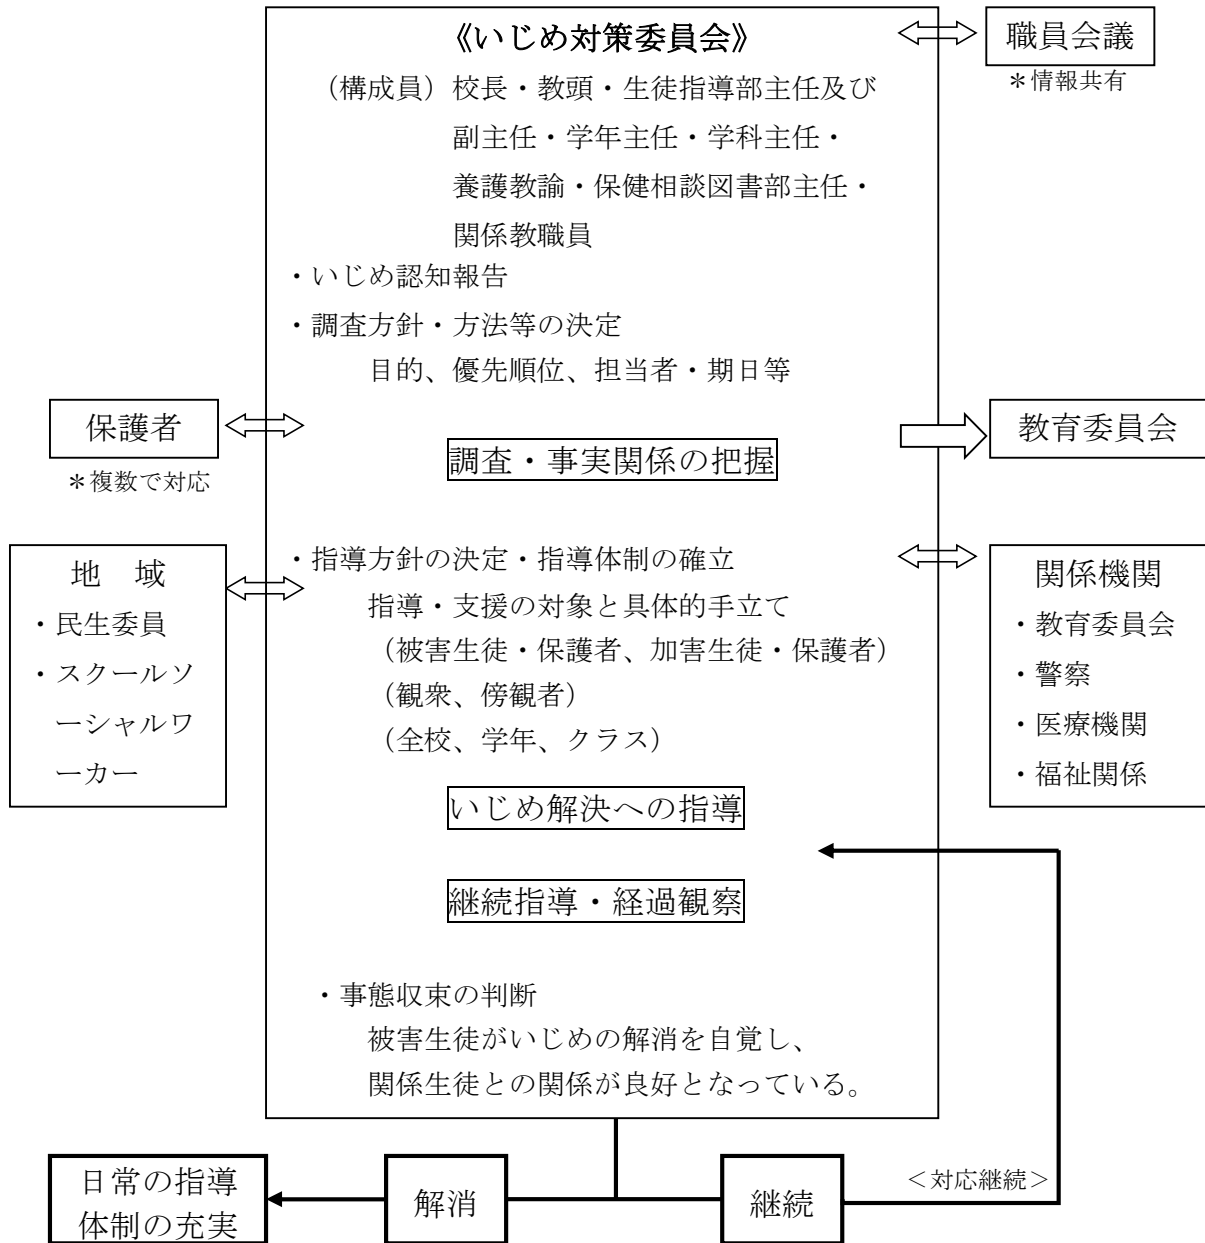 《いじめ対策委員会》
(構成員)校長・教頭・生徒指導部主任及び
副主任・学年主任・学科主任・
養護教諭・保健相談図書部主任・
関係教職員
・いじめ認知報告
・調査方針・方法等の決定
目的、優先順位、担当者・期日等
調査・事実関係の把握
・指導方針の決定・指導体制の確立
指導・支援の対象と具体的手立て
(被害生徒・保護者、加害生徒・保護者)
(観衆、傍観者)
(全校、学年、クラス)
いじめ解決への指導
継続指導・経過観察
・事態収束の判断
被害生徒がいじめの解消を自覚し、
関係生徒との関係が良好となっている。
職員会議
*情報共有
保護者
*複数で対応
教育委員会
地 域
・民生委員
・スクールソ
ーシャルワ
ーカー
関係機関
・教育委員会
・警察
・医療機関
・福祉関係
日常の指導
体制の充実
解消
継続
<対応継続>